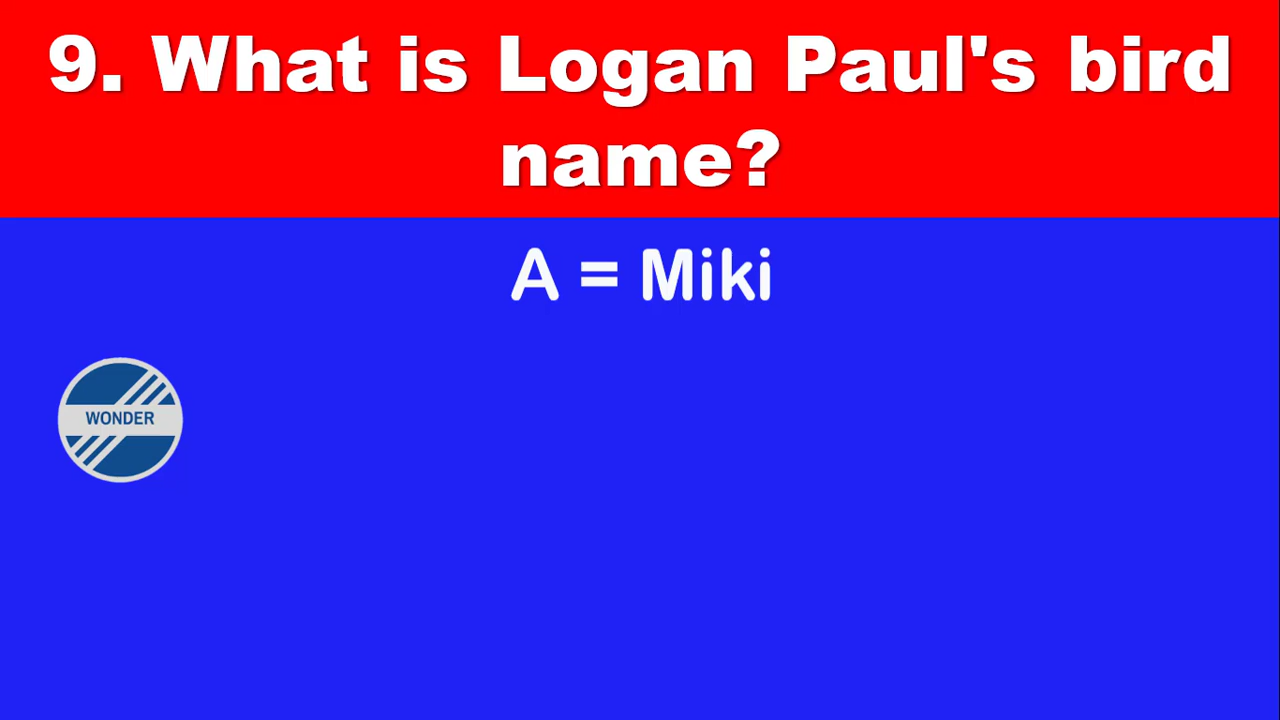 9. What is Logan Paul's bird
name?
A = Miki
WONDER